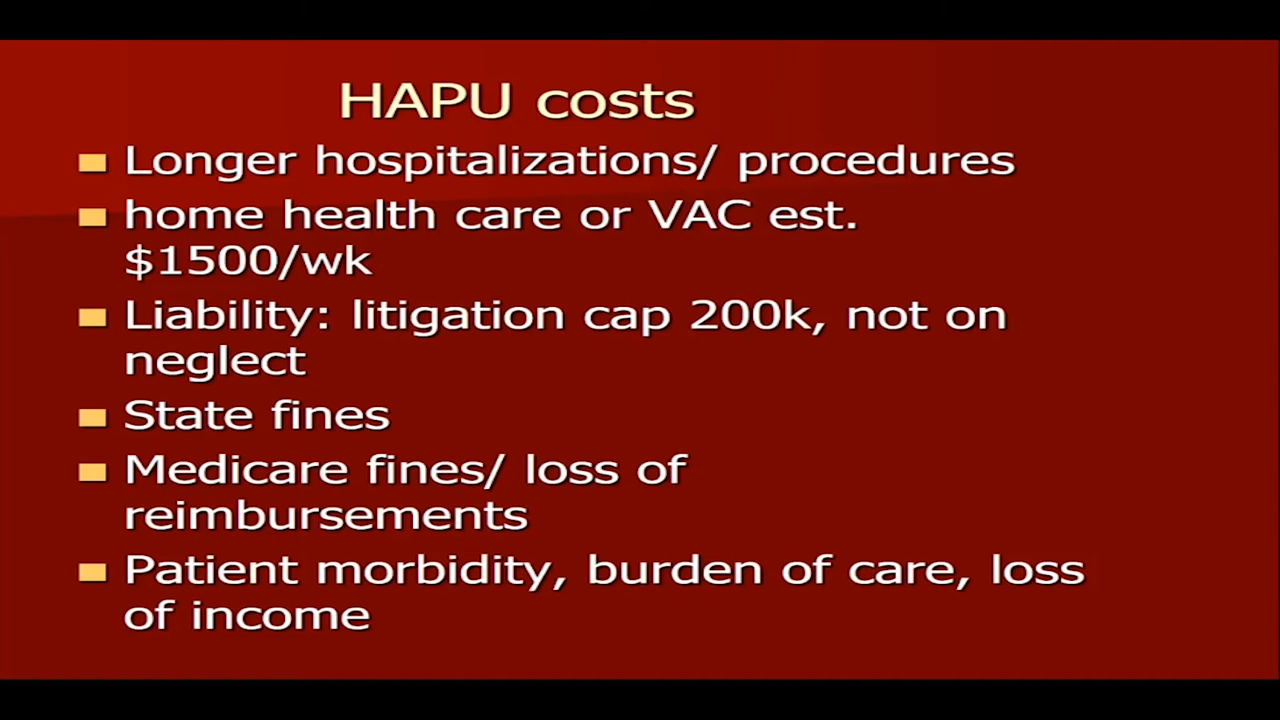 HAPU costs
Longer hospitalizations/ procedures
home health care or VAC est.
$1500/wk
Liability: litigation cap 200k, not on
neglect
State fines
Medicare fines/ loss of
reimbursements
Patient morbidity, burden of care, loss
of income